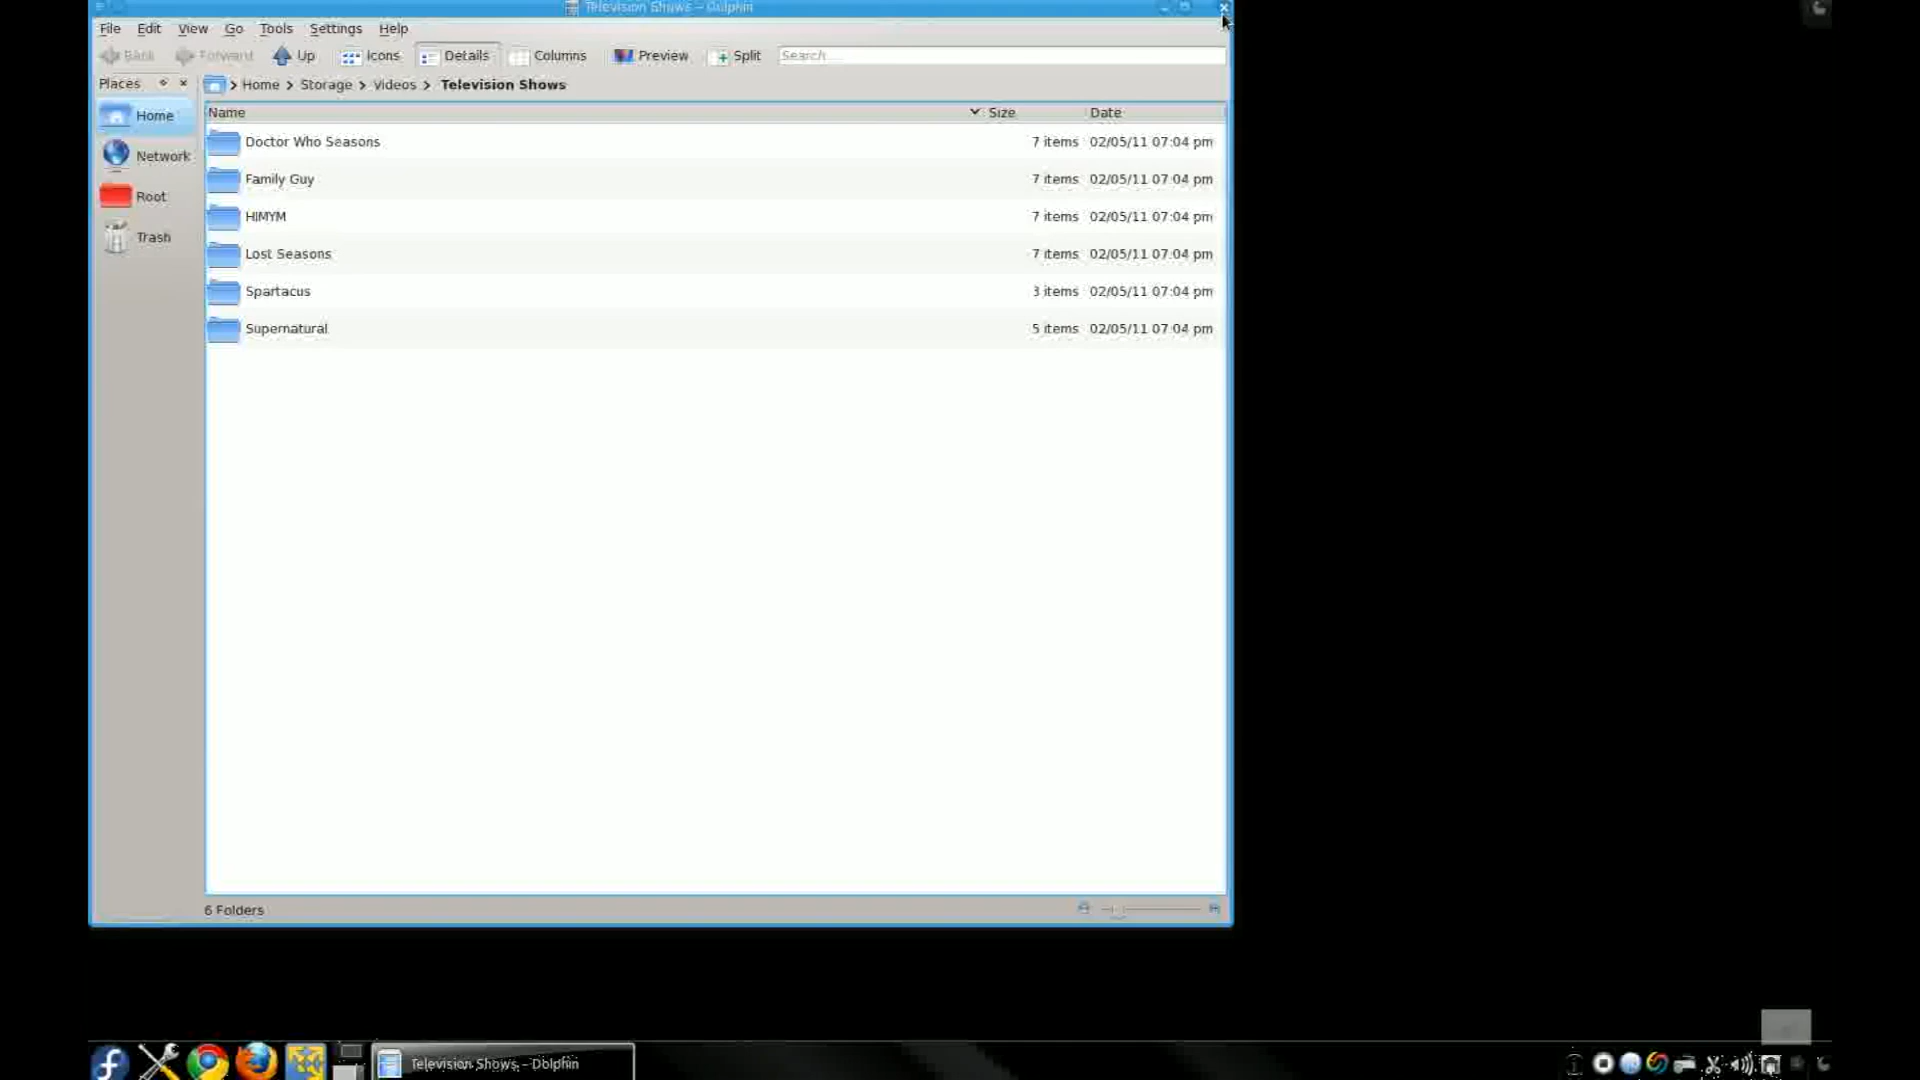 Television Shows – Dolphin
File Edit View Go Tools Settings Help
Back Forward Up Icons Details Columns Preview Split Search...
Places > Home > Storage > Videos > Television Shows
Name Size Date
Home
Doctor Who Seasons 7 items 02/05/11 07:04 pm
Network
Family Guy 7 items 02/05/11 07:04 pm
Root
HIMYM 7 items 02/05/11 07:04 pm
Trash
Lost Seasons 7 items 02/05/11 07:04 pm
Spartacus 3 items 02/05/11 07:04 pm
Supernatural 5 items 02/05/11 07:04 pm
6 Folders
Television Shows – Dolphin